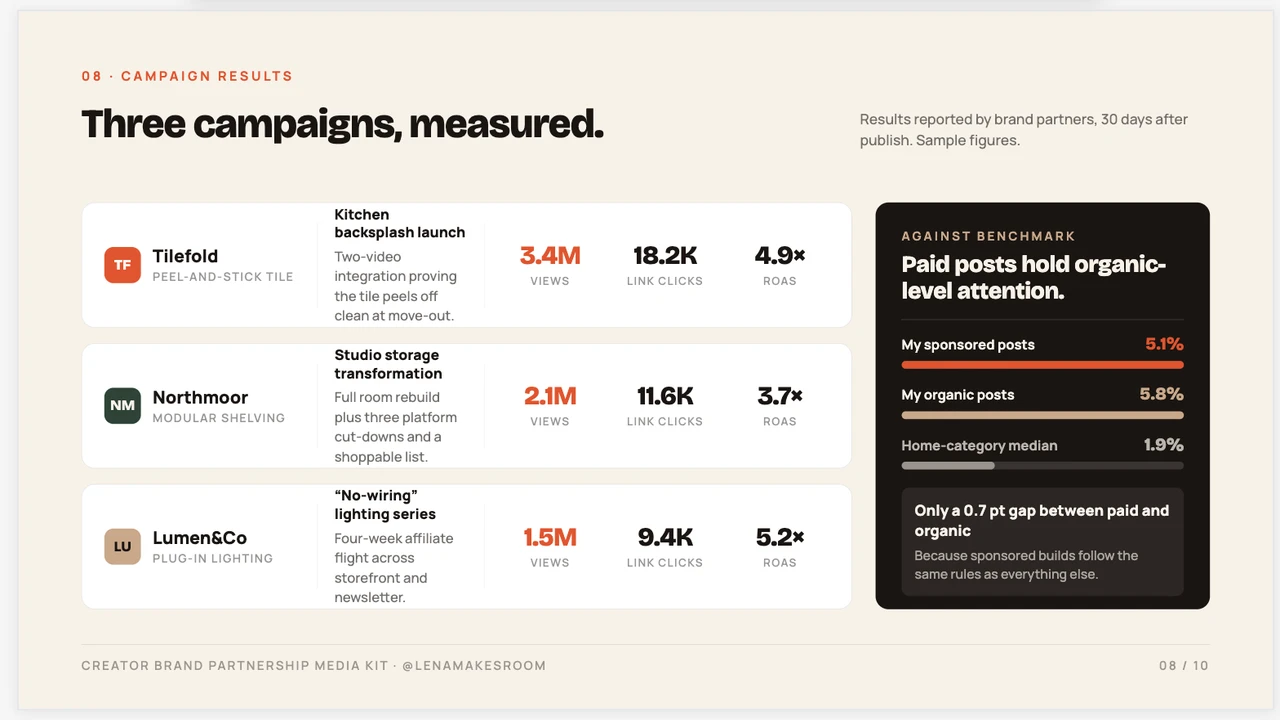 08 · CAMPAIGN RESULTS
Three campaigns, measured.
Results reported by brand partners, 30 days after
publish. Sample figures.
TF
Tilefold
PEEL-AND-STICK TILE
Kitchen
backsplash launch
Two-video
integration proving
the tile peels off
clean at move-out.
3.4M
VIEWS
18.2K
LINK CLICKS
4.9×
ROAS
NM
Northmoor
MODULAR SHELVING
Studio storage
transformation
Full room rebuild
plus three platform
cut-downs and a
shoppable list.
2.1M
VIEWS
11.6K
LINK CLICKS
3.7×
ROAS
LU
Lumen&Co
PLUG-IN LIGHTING
“No-wiring”
lighting series
Four-week affiliate
flight across
storefront and
newsletter.
1.5M
VIEWS
9.4K
LINK CLICKS
5.2×
ROAS
AGAINST BENCHMARK
Paid posts hold organic-
level attention.
My sponsored posts 5.1%
My organic posts 5.8%
Home-category median 1.9%
Only a 0.7 pt gap between paid and
organic
Because sponsored builds follow the
same rules as everything else.
CREATOR BRAND PARTNERSHIP MEDIA KIT · @LENAMAKESROOM
08 / 10